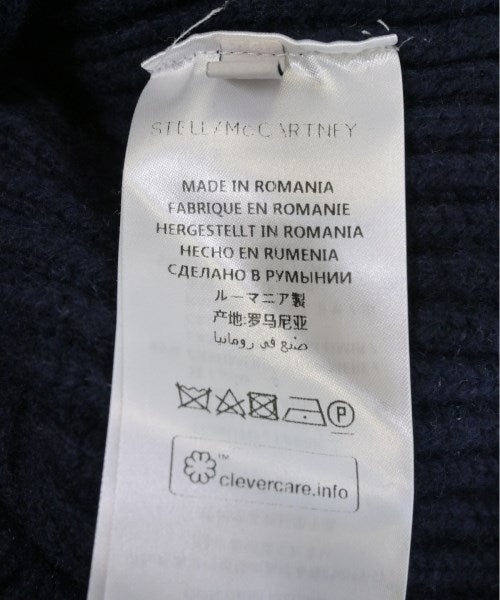 STELLA McCARTNEY
MADE IN ROMANIA
FABRIQUE EN ROMANIE
HERGESTELLT IN ROMANIA
HECHO EN RUMENIA
СДЕЛАНО В РУМЫНИИ
ルーマニア製
产地:罗马尼亚
صنع في رومانيا
P
™
clevercare.info